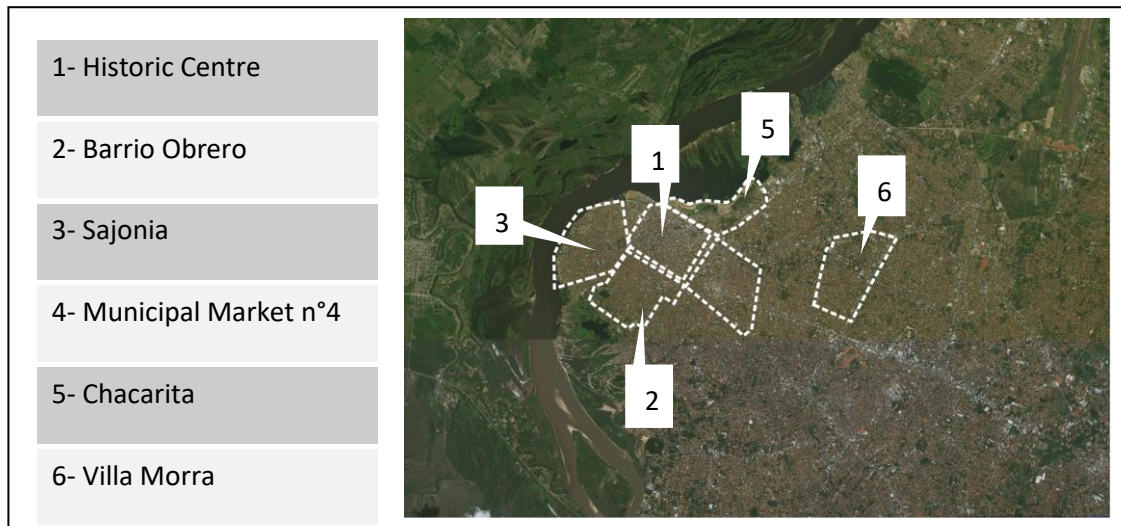 1- Historic Centre
2- Barrio Obrero
3- Sajonia
4- Municipal Market n°4
5- Chacarita
6- Villa Morra
5
1
6
3
2